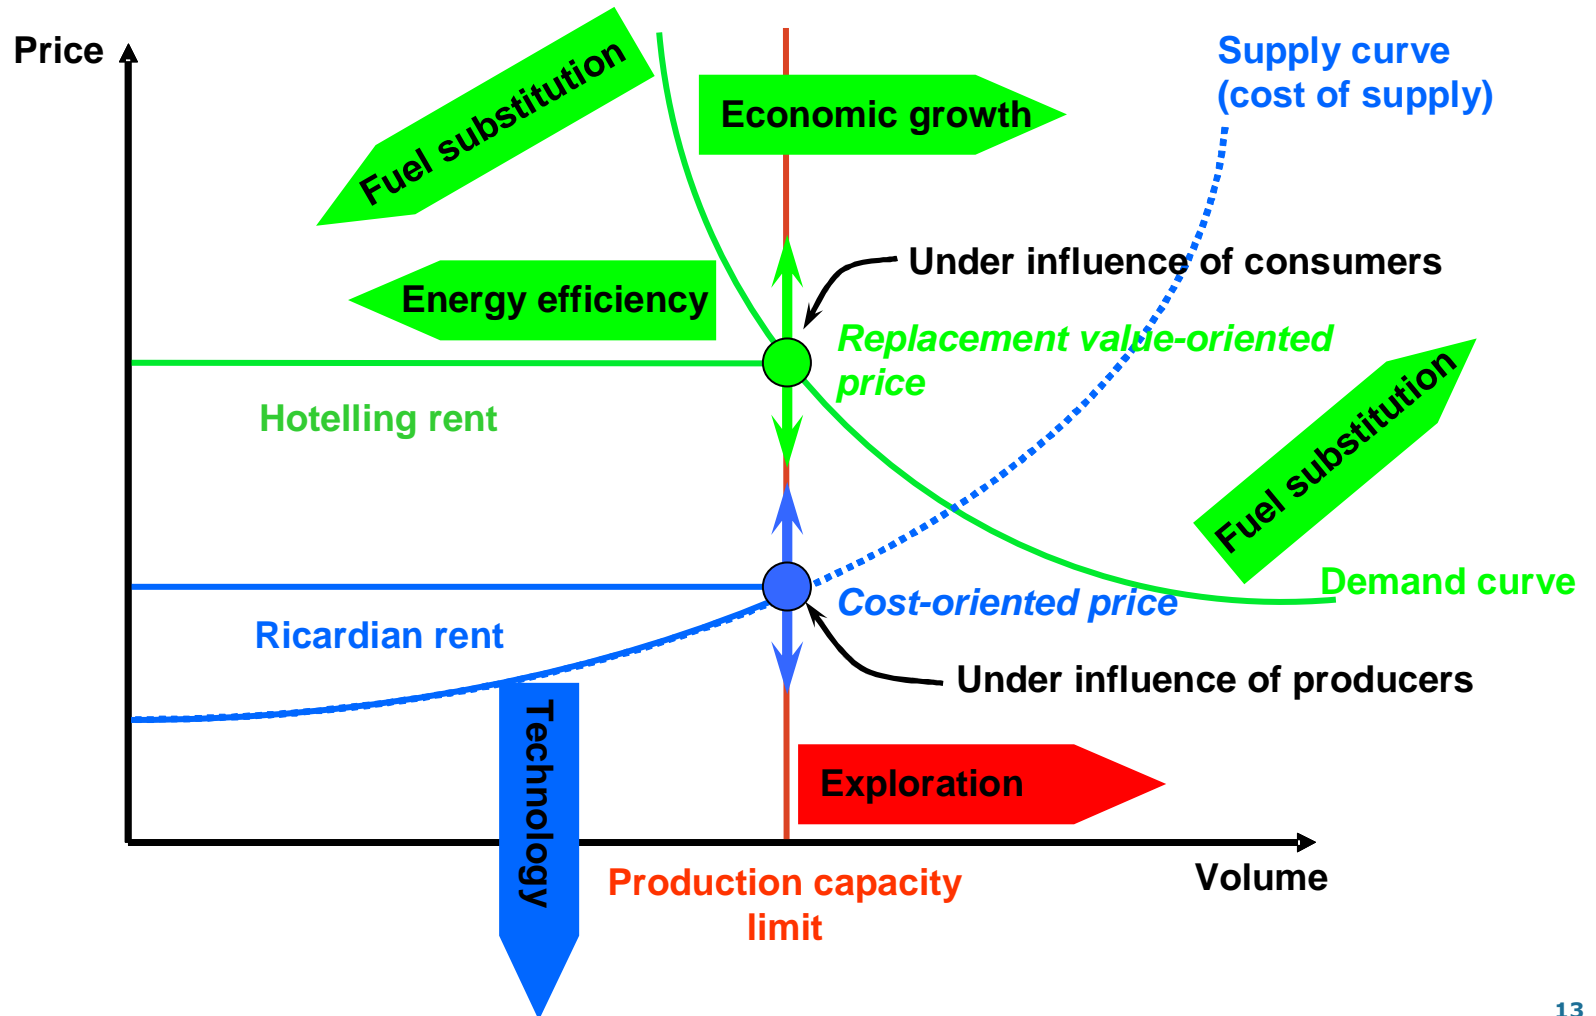 Price
Fuel substitution
Economic growth
Supply curve
(cost of supply)
Under influence of consumers
Energy efficiency
Replacement value-oriented
price
Hotelling rent
Fuel substitution
Demand curve
Cost-oriented price
Ricardian rent
Under influence of producers
Technology
Exploration
Production capacity
limit
Volume
13